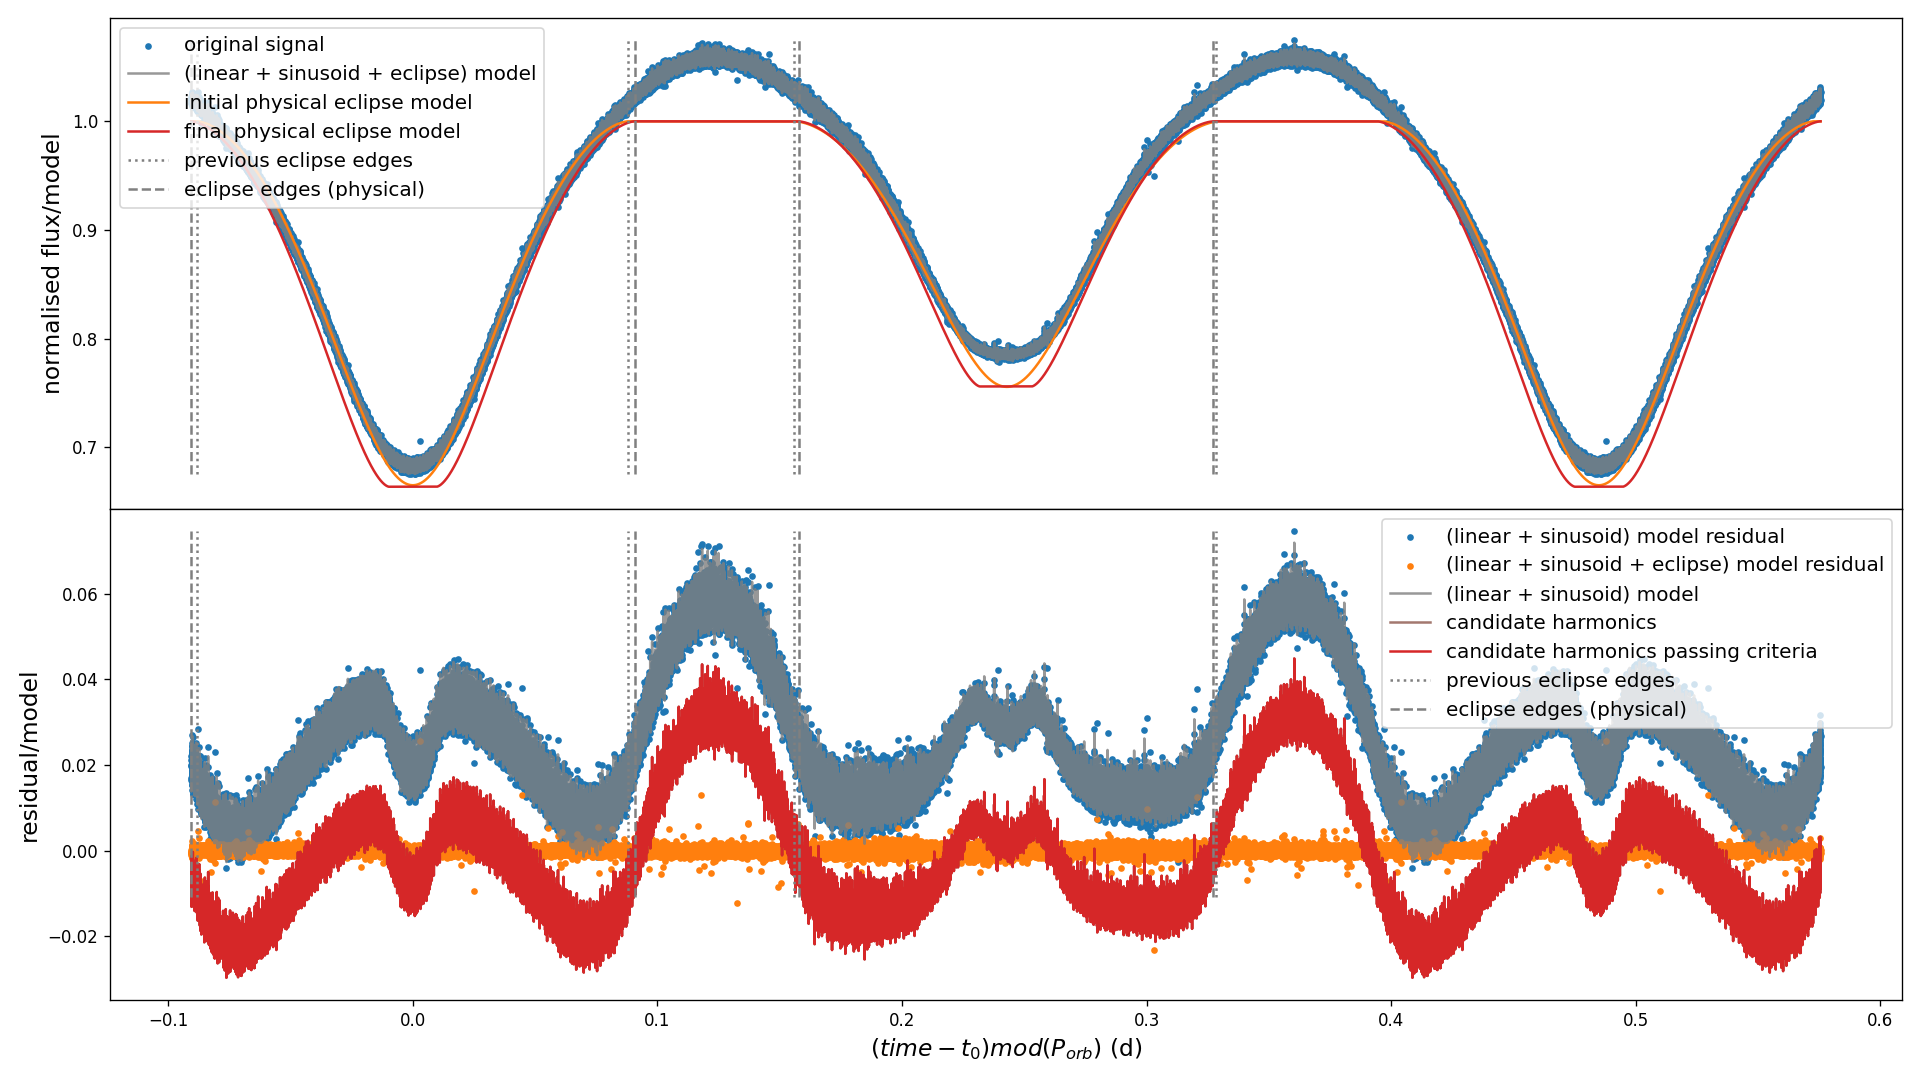 original signal
(linear + sinusoid + eclipse) model
initial physical eclipse model
final physical eclipse model
previous eclipse edges
eclipse edges (physical)
normalised flux/model
1.0
0.9
0.8
0.7
(linear + sinusoid) model residual
(linear + sinusoid + eclipse) model residual
(linear + sinusoid) model
candidate harmonics
candidate harmonics passing criteria
previous eclipse edges
eclipse edges (physical)
residual/model
0.06
0.04
0.02
0.00
−0.02
−0.1 0.0 0.1 0.2 0.3 0.4 0.5 0.6
(time − t₀)mod(Pₒᵣb) (d)